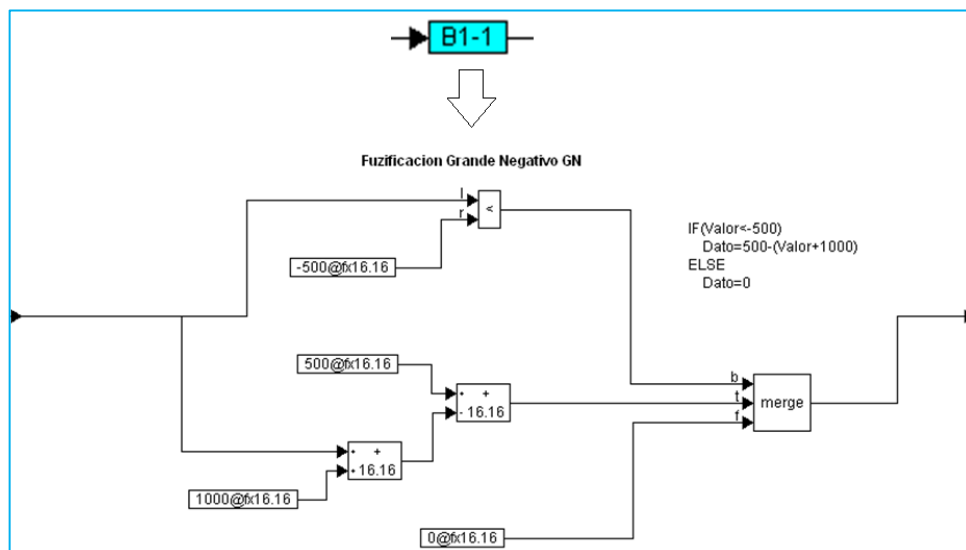 B1-1
Fuzificacion Grande Negativo GN
l
r
<
-500@fx16.16
IF(Valor<-500)
Dato=500-(Valor+1000)
ELSE
Dato=0
500@fx16.16
+
- 16.16
b
t
f
merge
+
16.16
1000@fx16.16
0@fx16.16